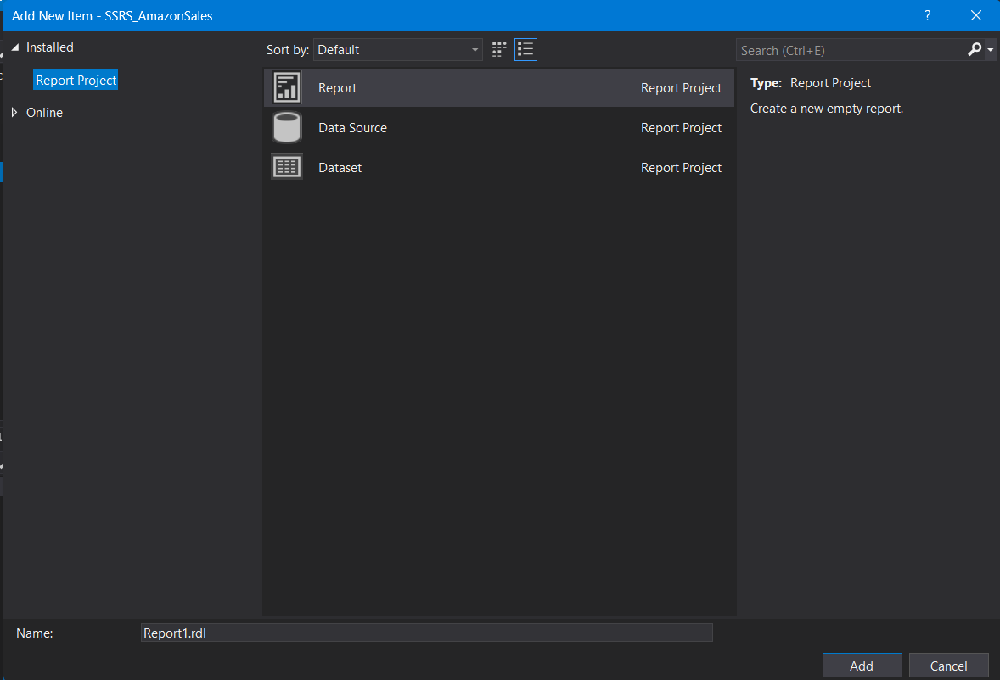 Add New Item - SSRS_AmazonSales ?
Installed
Report Project
Online
Sort by: Default
Report Report Project
Data Source Report Project
Dataset Report Project
Search (Ctrl+E)
Type: Report Project
Create a new empty report.
Name: Report1.rdl
Add Cancel